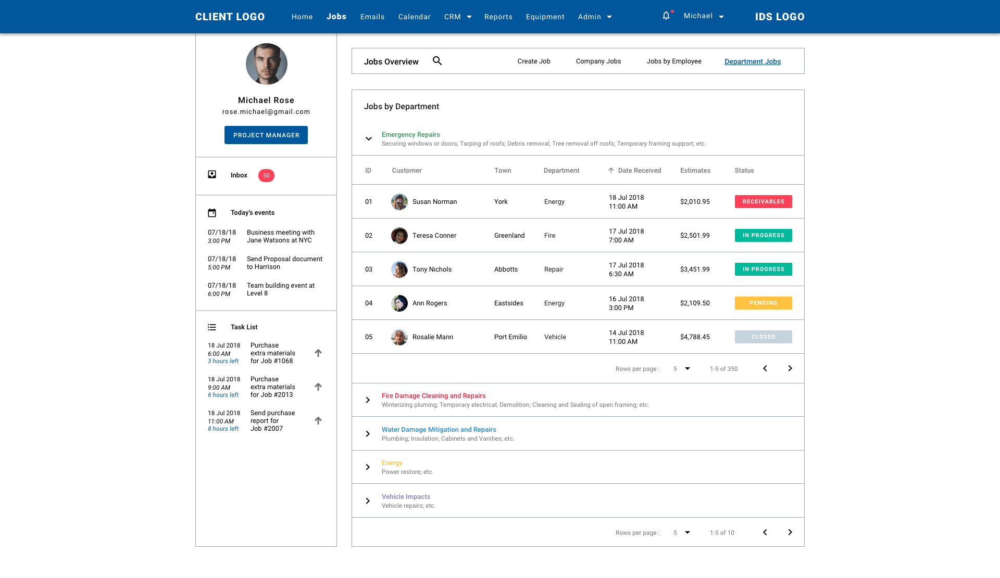 CLIENT LOGO
Home
Jobs
Emails
Calendar
CRM
Reports
Equipment
Admin
Michael
IDS LOGO
Michael Rose
rose.michael@gmail.com
PROJECT MANAGER
Inbox
50
Today’s events
07/18/18
3:00 PM
Business meeting with
Jane Watsons at NYC
07/18/18
5:00 PM
Send Proposal document
to Harrison
07/18/18
6:00 PM
Team building event at
Level 8
Task List
18 Jul 2018
6:00 AM
3 hours left
Purchase
extra materials
for Job #1068
18 Jul 2018
9:00 AM
6 hours left
Purchase
extra materials
for Job #2013
18 Jul 2018
11:00 AM
8 hours left
Send purchase
report for
Job #2007
Jobs Overview
Create Job
Company Jobs
Jobs by Employee
Department Jobs
Jobs by Department
Emergency Repairs
Securing windows or doors; Tarping of roofs; Debris removal; Tree removal off roofs; Temporary framing support; etc.
ID
Customer
Town
Department
Date Received
Estimates
Status
01
Susan Norman
York
Energy
18 Jul 2018
11:00 AM
$2,010.95
RECEIVABLES
02
Teresa Conner
Greenland
Fire
17 Jul 2018
7:00 AM
$2,501.99
IN PROGRESS
03
Tony Nichols
Abbotts
Repair
17 Jul 2018
6:30 AM
$3,451.99
IN PROGRESS
04
Ann Rogers
Eastsides
Energy
16 Jul 2018
3:00 PM
$2,109.50
PENDING
05
Rosalie Mann
Port Emilio
Vehicle
14 Jul 2018
11:00 AM
$4,788.45
CLOSED
Rows per page :
5
1-5 of 350
Fire Damage Cleaning and Repairs
Winterizing pluming; Temporary electrical; Demolition; Cleaning and Sealing of open framing; etc.
Water Damage Mitigation and Repairs
Plumbing; Insulation; Cabinets and Vanities; etc.
Energy
Power restore; etc.
Vehicle Impacts
Vehicle repairs; etc.
Rows per page :
5
1-5 of 10